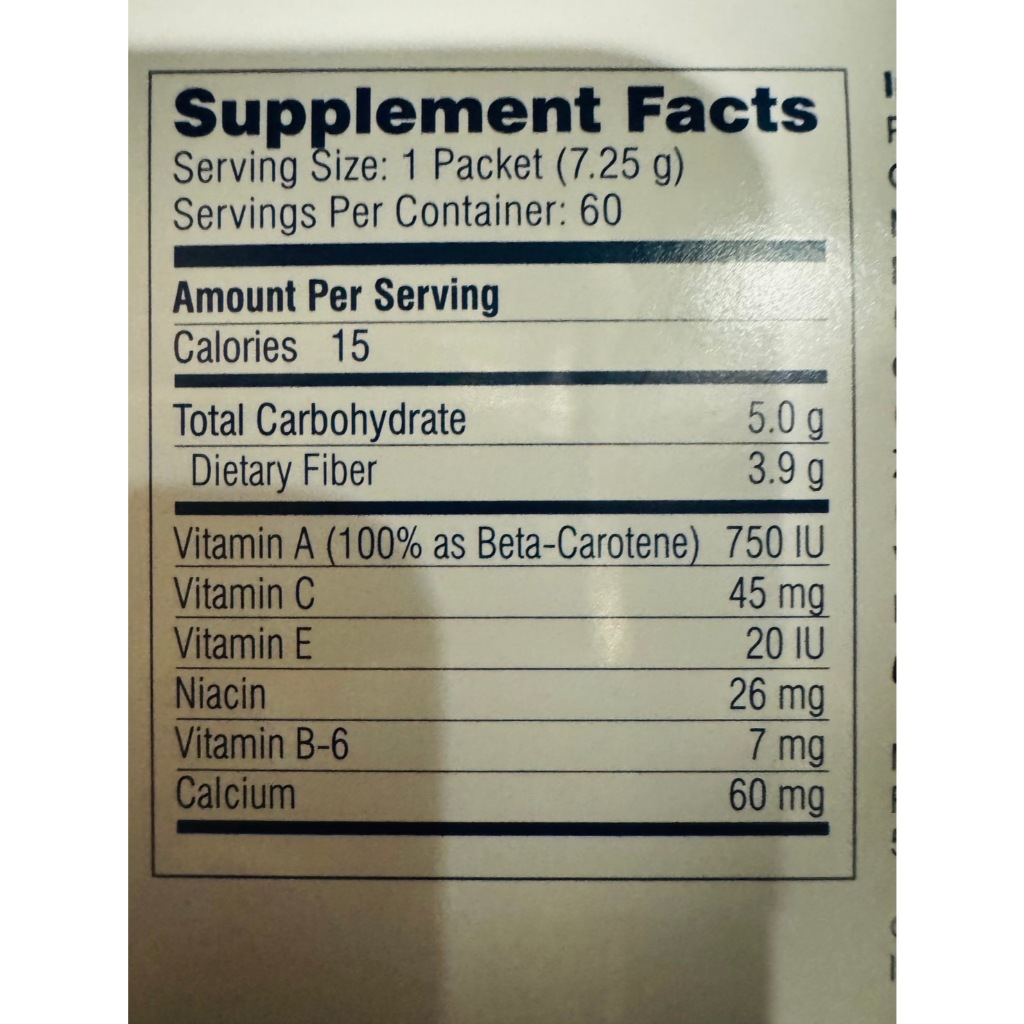 Supplement Facts
Serving Size: 1 Packet (7.25 g)
Servings Per Container: 60
Amount Per Serving
Calories 15
Total Carbohydrate 5.0 g
Dietary Fiber 3.9 g
Vitamin A (100% as Beta-Carotene) 750 IU
Vitamin C 45 mg
Vitamin E 20 IU
Niacin 26 mg
Vitamin B-6 7 mg
Calcium 60 mg